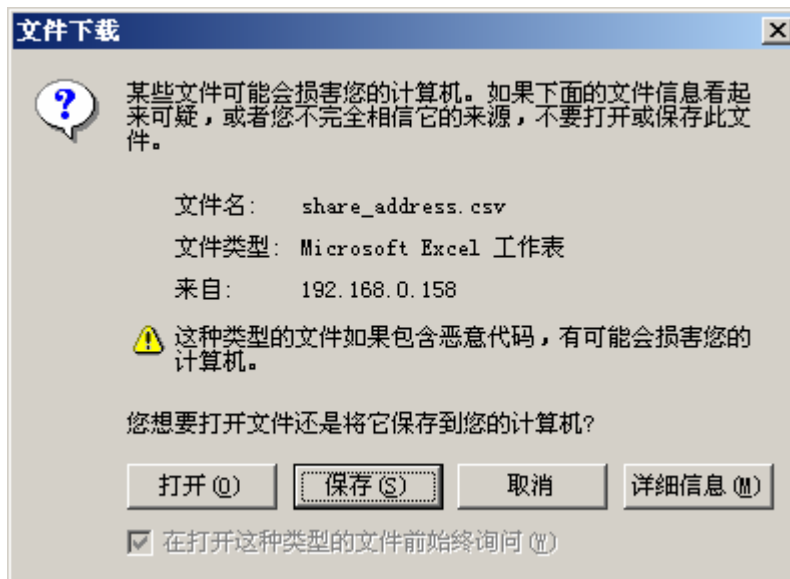 文件下载
某些文件可能会损害您的计算机。如果下面的文件信息看起
来可疑，或者您不完全相信它的来源，不要打开或保存此文
件。
文件名: share_address.csv
文件类型: Microsoft Excel 工作表
来自: 192.168.0.158
这种类型的文件如果包含恶意代码，有可能会损害您的
计算机。
您想要打开文件还是将它保存到您的计算机?
打开(O) 保存(S) 取消 详细信息(M)
在打开这种类型的文件前始终询问(W)